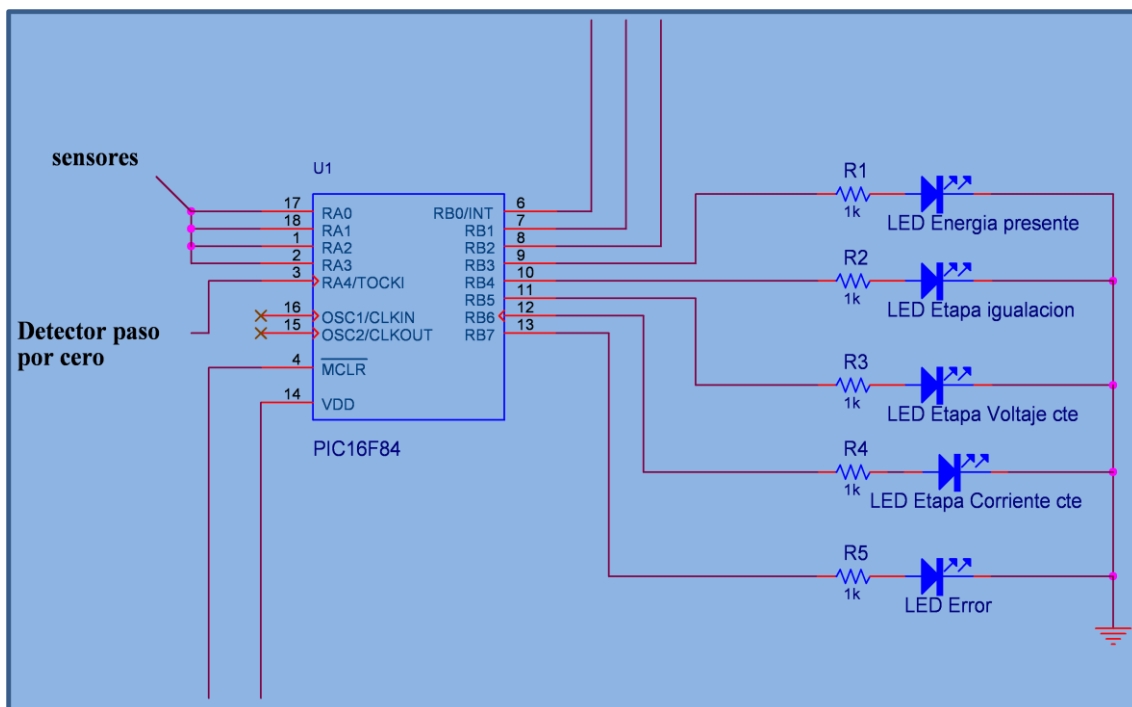 sensores
U1
17
RA0
18
RA1
1
RA2
2
RA3
3
RA4/TOCKI
16
OSC1/CLKIN
15
OSC2/CLKOUT
4
MCLR
14
VDD
RB0/INT
6
RB1
7
RB2
8
RB3
9
RB4
10
RB5
11
RB6
12
RB7
13
PIC16F84
Detector paso
por cero
R1
1k
LED Energia presente
R2
1k
LED Etapa igualacion
R3
1k
LED Etapa Voltaje cte
R4
1k
LED Etapa Corriente cte
R5
1k
LED Error